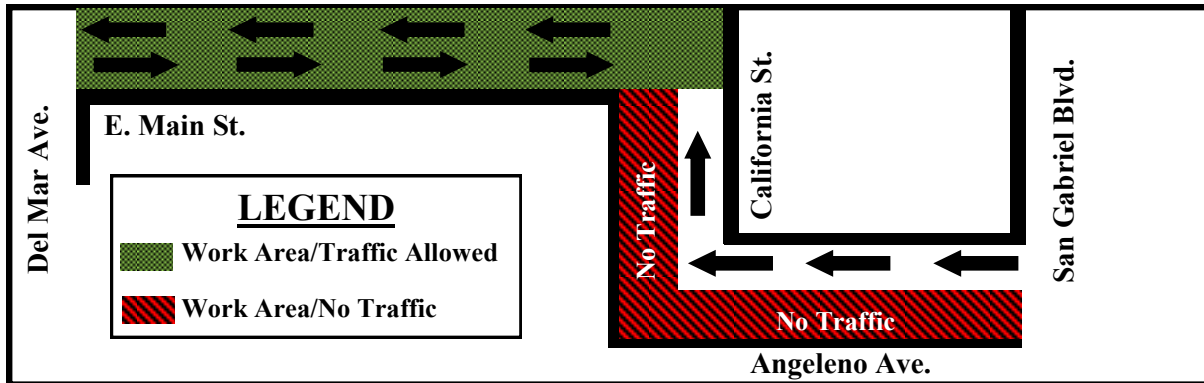 E. Main St.
Del Mar Ave.
LEGEND
Work Area/Traffic Allowed
Work Area/No Traffic
No Traffic
California St.
San Gabriel Blvd.
No Traffic
Angeleno Ave.